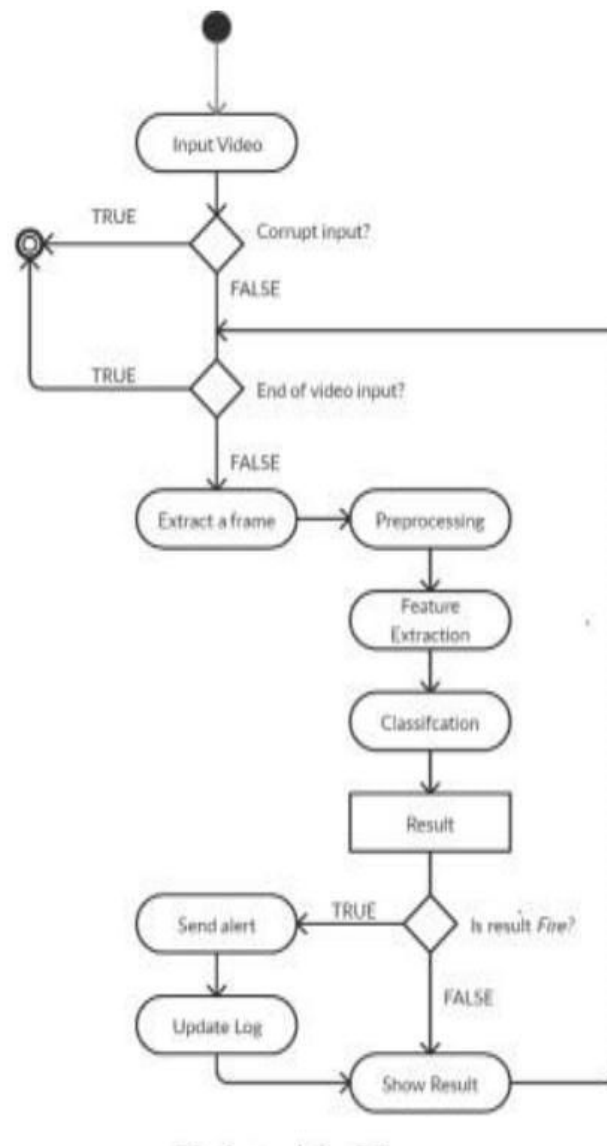 Input Video
TRUE
Corrupt input?
FALSE
TRUE
End of video input?
FALSE
Extract a frame
Preprocessing
Feature
Extraction
Classifcation
Result
TRUE
Is result Fire?
Send alert
FALSE
Update Log
Show Result